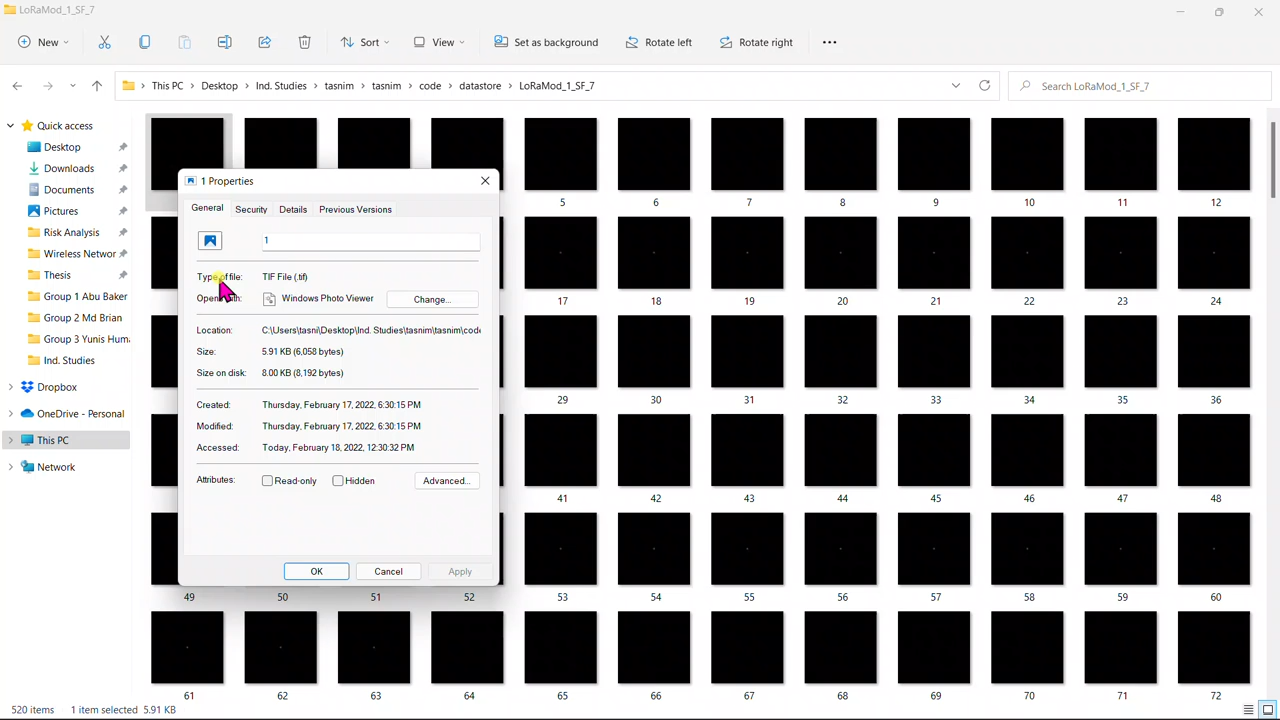 LoRaMod_1_SF_7
New
Sort
View
Set as background
Rotate left
Rotate right
This PC > Desktop > Ind. Studies > tasnim > tasnim > code > datastore > LoRaMod_1_SF_7
Search LoRaMod_1_SF_7
Quick access
Desktop
Downloads
Documents
Pictures
Risk Analysis
Wireless Networ
Thesis
Group 1 Abu Baker
Group 2 Md Brian
Group 3 Yunis Huma
Ind. Studies
Dropbox
OneDrive - Personal
This PC
Network
1 Properties
General Security Details Previous Versions
1
Type of file: TIF File (.tif)
Windows Photo Viewer Change...
Location: C:\Users\tasni\Desktop\Ind. Studies\tasnim\tasnim\code
Size: 5.91 KB (6,058 bytes)
Size on disk: 8.00 KB (8,192 bytes)
Created: Thursday, February 17, 2022, 6:30:15 PM
Modified: Thursday, February 17, 2022, 6:30:15 PM
Accessed: Today, February 18, 2022, 12:30:32 PM
Attributes: Read-only Hidden Advanced...
OK Cancel Apply
5 6 7 8 9 10 11 12
17 18 19 20 21 22 23 24
29 30 31 32 33 34 35 36
41 42 43 44 45 46 47 48
49 50 51 52 53 54 55 56 57 58 59 60
61 62 63 64 65 66 67 68 69 70 71 72
520 items 1 item selected 5.91 KB